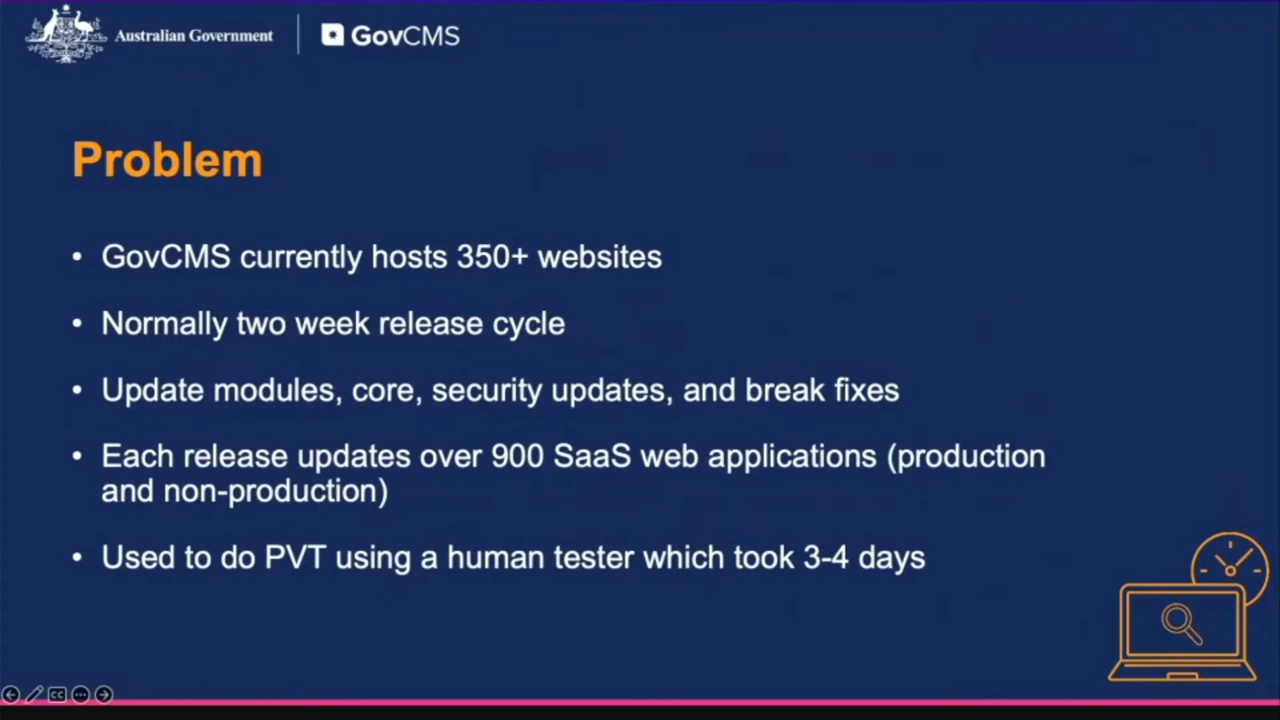 Australian Government
GovCMS
Problem
• GovCMS currently hosts 350+ websites
• Normally two week release cycle
• Update modules, core, security updates, and break fixes
• Each release updates over 900 SaaS web applications (production
and non-production)
• Used to do PVT using a human tester which took 3-4 days
CC